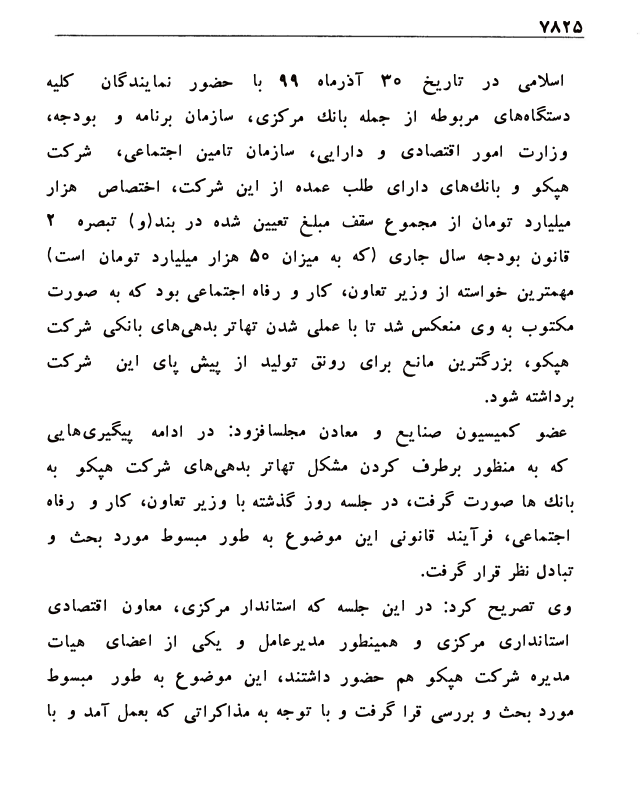 ۷۸۲۵
اسلامی در تاریخ ۳۰ آذرماه ۹۹ با حضور نمایندگان کلیه
دستگاه‌های مربوطه از جمله بانك مرکزی، سازمان برنامه و بودجه،
وزارت امور اقتصادی و دارایی، سازمان تامین اجتماعی، شرکت
هپکو و بانك‌های دارای طلب عمده از این شرکت، اختصاص هزار
میلیارد تومان از مجموع سقف مبلغ تعیین شده در بند(و) تبصره ۲
قانون بودجه سال جاری (که به میزان ۵۰ هزار میلیارد تومان است)
مهمترین خواسته از وزیر تعاون، کار و رفاه اجتماعی بود که به صورت
مکتوب به وی منعکس شد تا با عملی شدن تهاتر بدهی‌های بانکی شرکت
هپکو، بزرگترین مانع برای رونق تولید از پیش پای این شرکت
برداشته شود.
عضو کمیسیون صنایع و معادن مجلسافزود: در ادامه پیگیری‌هایی
که به منظور برطرف کردن مشکل تهاتر بدهی‌های شرکت هپکو به
بانك ها صورت گرفت، در جلسه روز گذشته با وزیر تعاون، کار و رفاه
اجتماعی، فرآیند قانونی این موضوع به طور مبسوط مورد بحث و
تبادل نظر قرار گرفت.
وی تصریح کرد: در این جلسه که استاندار مرکزی، معاون اقتصادی
استانداری مرکزی و همینطور مدیرعامل و یکی از اعضای هیات
مدیره شرکت هپکو هم حضور داشتند، این موضوع به طور مبسوط
مورد بحث و بررسی قرا گرفت و با توجه به مذاکراتی که بعمل آمد و با